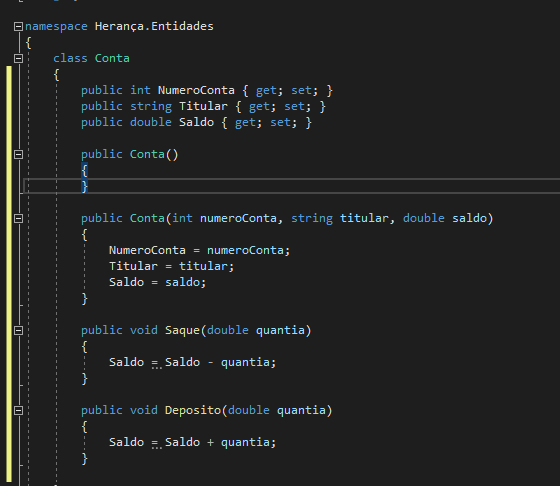 namespace Herança.Entidades
{
class Conta
{
public int NumeroConta { get; set; }
public string Titular { get; set; }
public double Saldo { get; set; }
public Conta()
{
}
public Conta(int numeroConta, string titular, double saldo)
{
NumeroConta = numeroConta;
Titular = titular;
Saldo = saldo;
}
public void Saque(double quantia)
{
Saldo = Saldo - quantia;
}
public void Deposito(double quantia)
{
Saldo = Saldo + quantia;
}